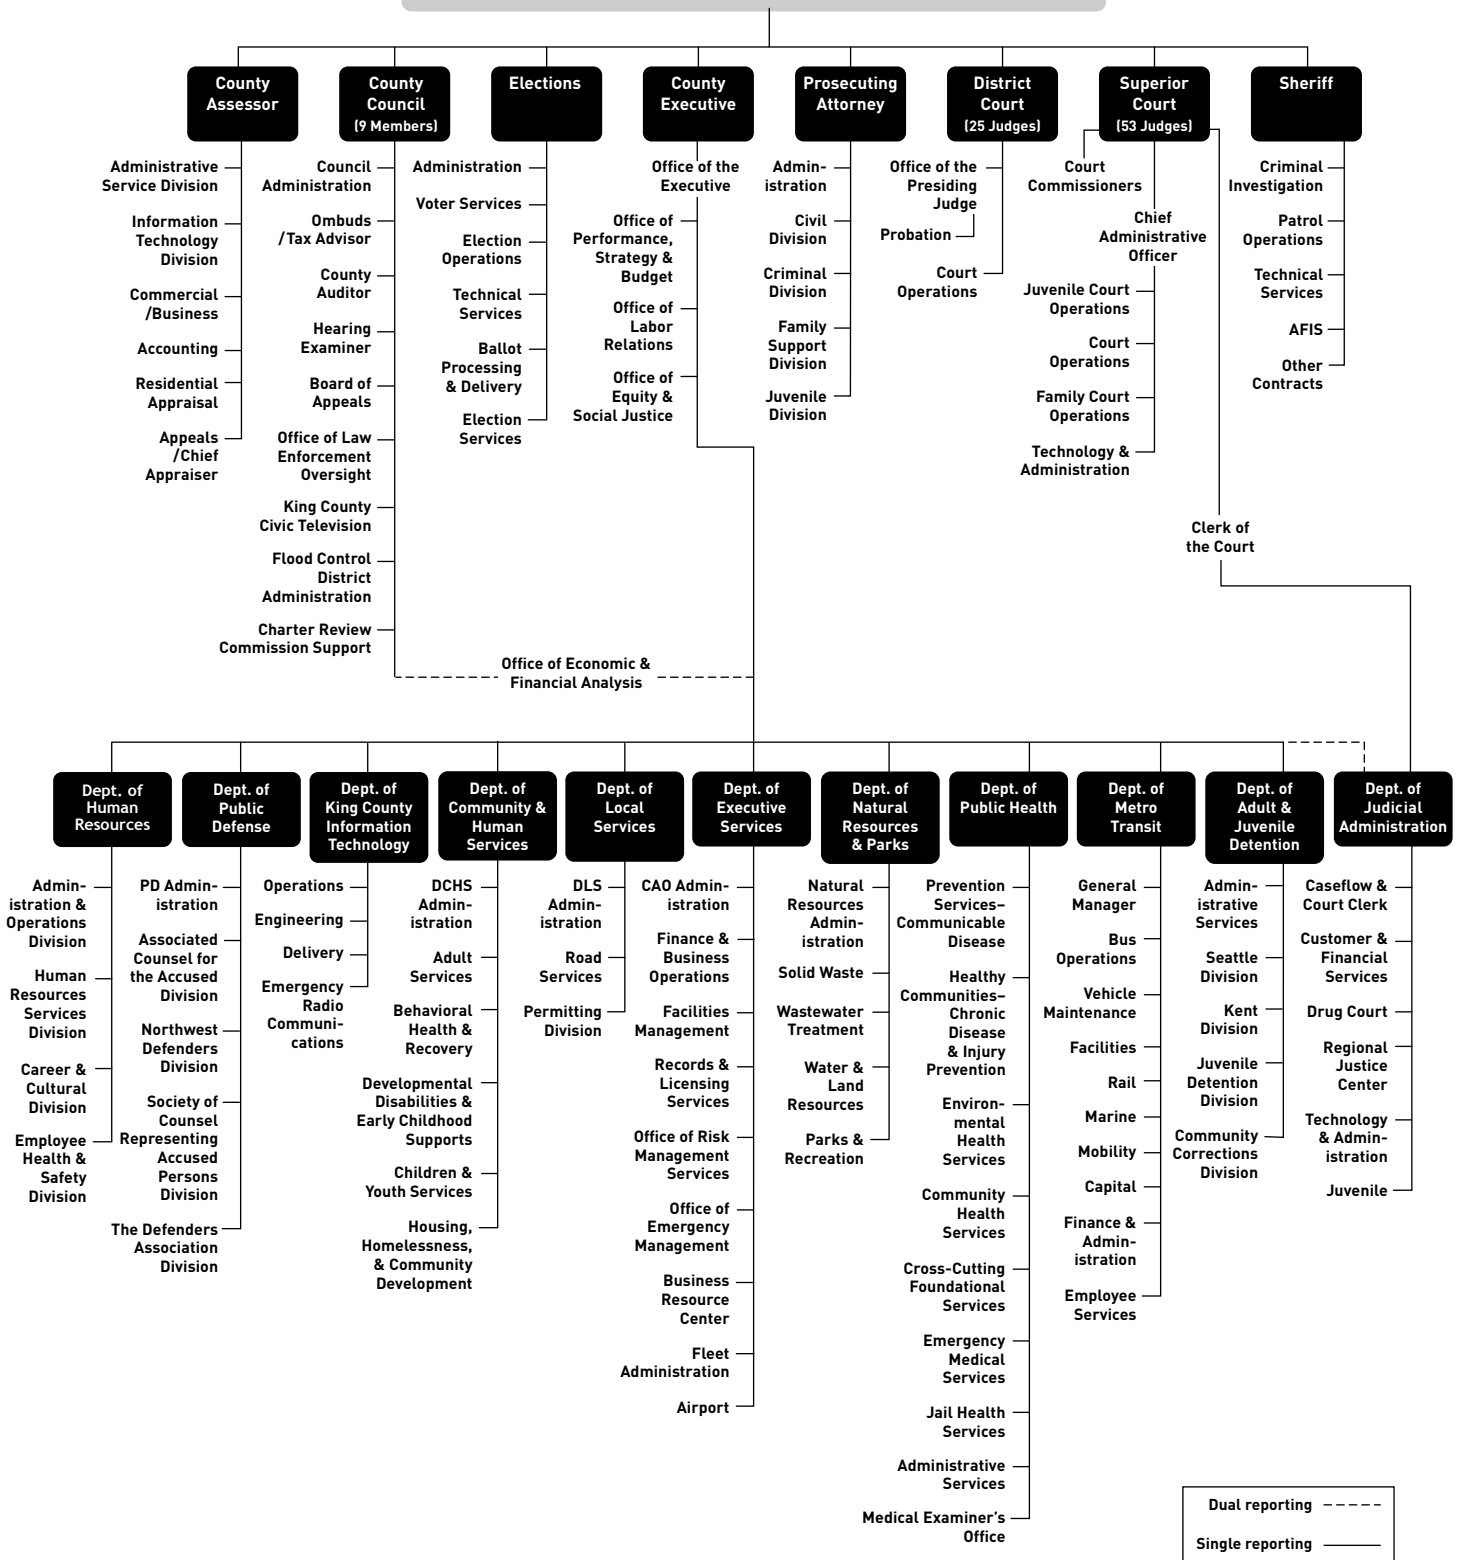 County
Assessor
County
Council
(9 Members)
Elections
County
Executive
Prosecuting
Attorney
District
Court
(25 Judges)
Superior
Court
(53 Judges)
Sheriff
Administrative
Service Division
Information
Technology
Division
Commercial
/Business
Accounting
Residential
Appraisal
Appeals
/Chief
Appraiser
Council
Administration
Ombuds
/Tax Advisor
County
Auditor
Hearing
Examiner
Board of
Appeals
Office of Law
Enforcement
Oversight
King County
Civic Television
Flood Control
District
Administration
Charter Review
Commission Support
Administration
Voter Services
Election
Operations
Technical
Services
Ballot
Processing
& Delivery
Election
Services
Office of the
Executive
Office of
Performance,
Strategy &
Budget
Office of
Labor
Relations
Office of
Equity &
Social Justice
Admin-
istration
Civil
Division
Criminal
Division
Family
Support
Division
Juvenile
Division
Office of the
Presiding
Judge
Probation
Court
Operations
Court
Commissioners
Chief
Administrative
Officer
Juvenile Court
Operations
Court
Operations
Family Court
Operations
Technology &
Administration
Clerk of
the Court
Criminal
Investigation
Patrol
Operations
Technical
Services
AFIS
Other
Contracts
Office of Economic &
Financial Analysis
Dept. of
Human
Resources
Dept. of
Public
Defense
Dept. of
King County
Information
Technology
Dept. of
Community &
Human
Services
Dept. of
Local
Services
Dept. of
Executive
Services
Dept. of
Natural
Resources
& Parks
Dept. of
Public Health
Dept. of
Metro
Transit
Dept. of
Adult &
Juvenile
Detention
Dept. of
Judicial
Administration
Admin-
istration &
Operations
Division
Human
Resources
Services
Division
Career &
Cultural
Division
Employee
Health &
Safety
Division
PD Admin-
istration
Associated
Counsel for
the Accused
Division
Northwest
Defenders
Division
Society of
Counsel
Representing
Accused
Persons
Division
The Defenders
Association
Division
Operations
Engineering
Delivery
Emergency
Radio
Communi-
cations
DCHS
Admin-
istration
Adult
Services
Behavioral
Health &
Recovery
Developmental
Disabilities &
Early Childhood
Supports
Children &
Youth Services
Housing,
Homelessness,
& Community
Development
DLS
Admin-
istration
Road
Services
Permitting
Division
CAO Admin-
istration
Finance &
Business
Operations
Facilities
Management
Records &
Licensing
Services
Office of Risk
Management
Services
Office of
Emergency
Management
Business
Resource
Center
Fleet
Administration
Airport
Natural
Resources
Admin-
istration
Solid Waste
Wastewater
Treatment
Water &
Land
Resources
Parks &
Recreation
Prevention
Services–
Communicable
Disease
Healthy
Communities–
Chronic
Disease
& Injury
Prevention
Environ-
mental
Health
Services
Community
Health
Services
Cross-Cutting
Foundational
Services
Emergency
Medical
Services
Jail Health
Services
Administrative
Services
Medical Examiner's
Office
General
Manager
Bus
Operations
Vehicle
Maintenance
Facilities
Rail
Marine
Mobility
Capital
Finance &
Admin-
istration
Employee
Services
Admin-
istrative
Services
Seattle
Division
Kent
Division
Juvenile
Detention
Division
Community
Corrections
Division
Caseflow &
Court Clerk
Customer &
Financial
Services
Drug Court
Regional
Justice
Center
Technology
& Admin-
istration
Juvenile
Dual reporting
Single reporting